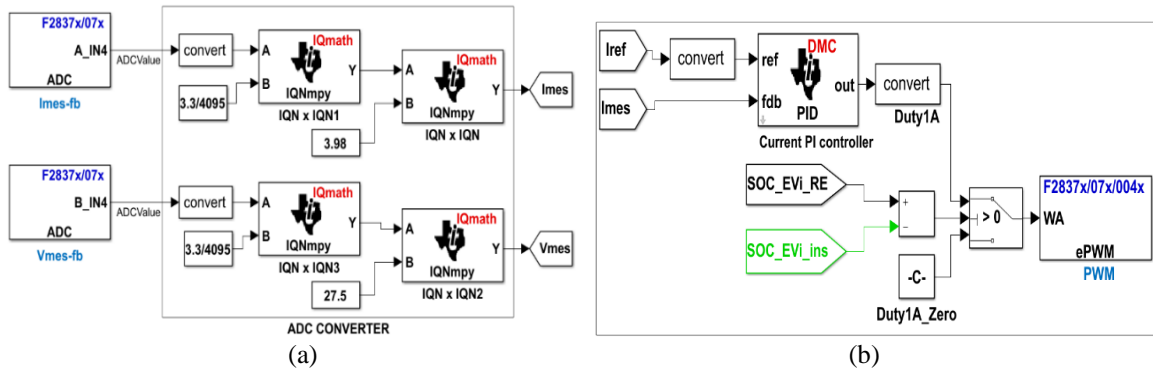 F2837x/07x
A_IN4
ADC
Imes-fb
ADCValue
convert
3.3/4095
A
B
IQmath
Y
IQNmpy
IQN x IQN1
3.98
A
B
IQmath
Y
IQNmpy
IQN x IQN
Imes
F2837x/07x
B_IN4
ADC
Vmes-fb
ADCValue
convert
3.3/4095
A
B
IQmath
Y
IQNmpy
IQN x IQN3
27.5
A
B
IQmath
Y
IQNmpy
IQN x IQN2
Vmes
ADC CONVERTER
(a)
Iref
convert
Imes
ref
fdb
DMC
out
PID
Current PI controller
convert
Duty1A
SOC_EVi_RE
SOC_EVi_ins
+
−
> 0
-C-
Duty1A_Zero
F2837x/07x/004x
WA
ePWM
PWM
(b)